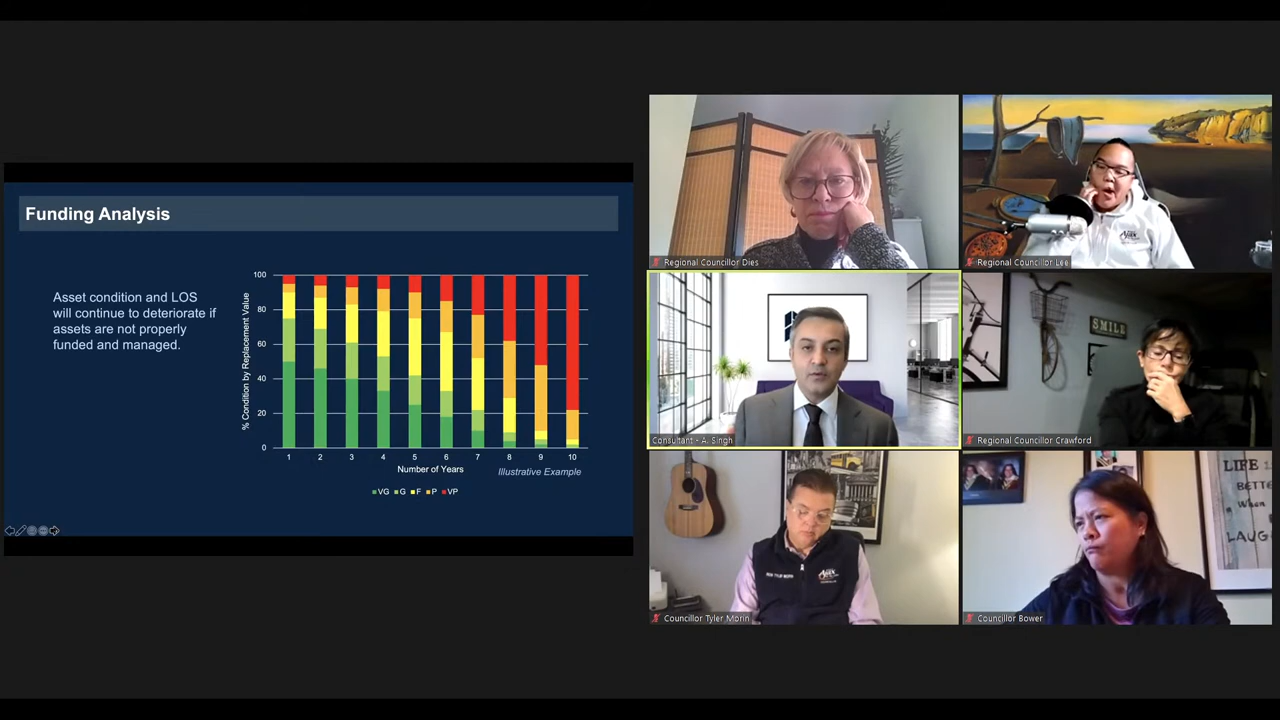 Funding Analysis
Asset condition and LOS
will continue to deteriorate if
assets are not properly
funded and managed.
% Condition by Replacement Value
100
80
60
40
20
0
1 2 3 4 5 6 7 8 9 10
Number of Years
Illustrative Example
VG G F P VP
Regional Councillor Dies
Regional Councillor Lee
Consultant - A. Singh
SMILE
Regional Councillor Crawford
Councillor Tyler Morin
AJAX
LIFE
BETTE
When
LAUG
Councillor Bower